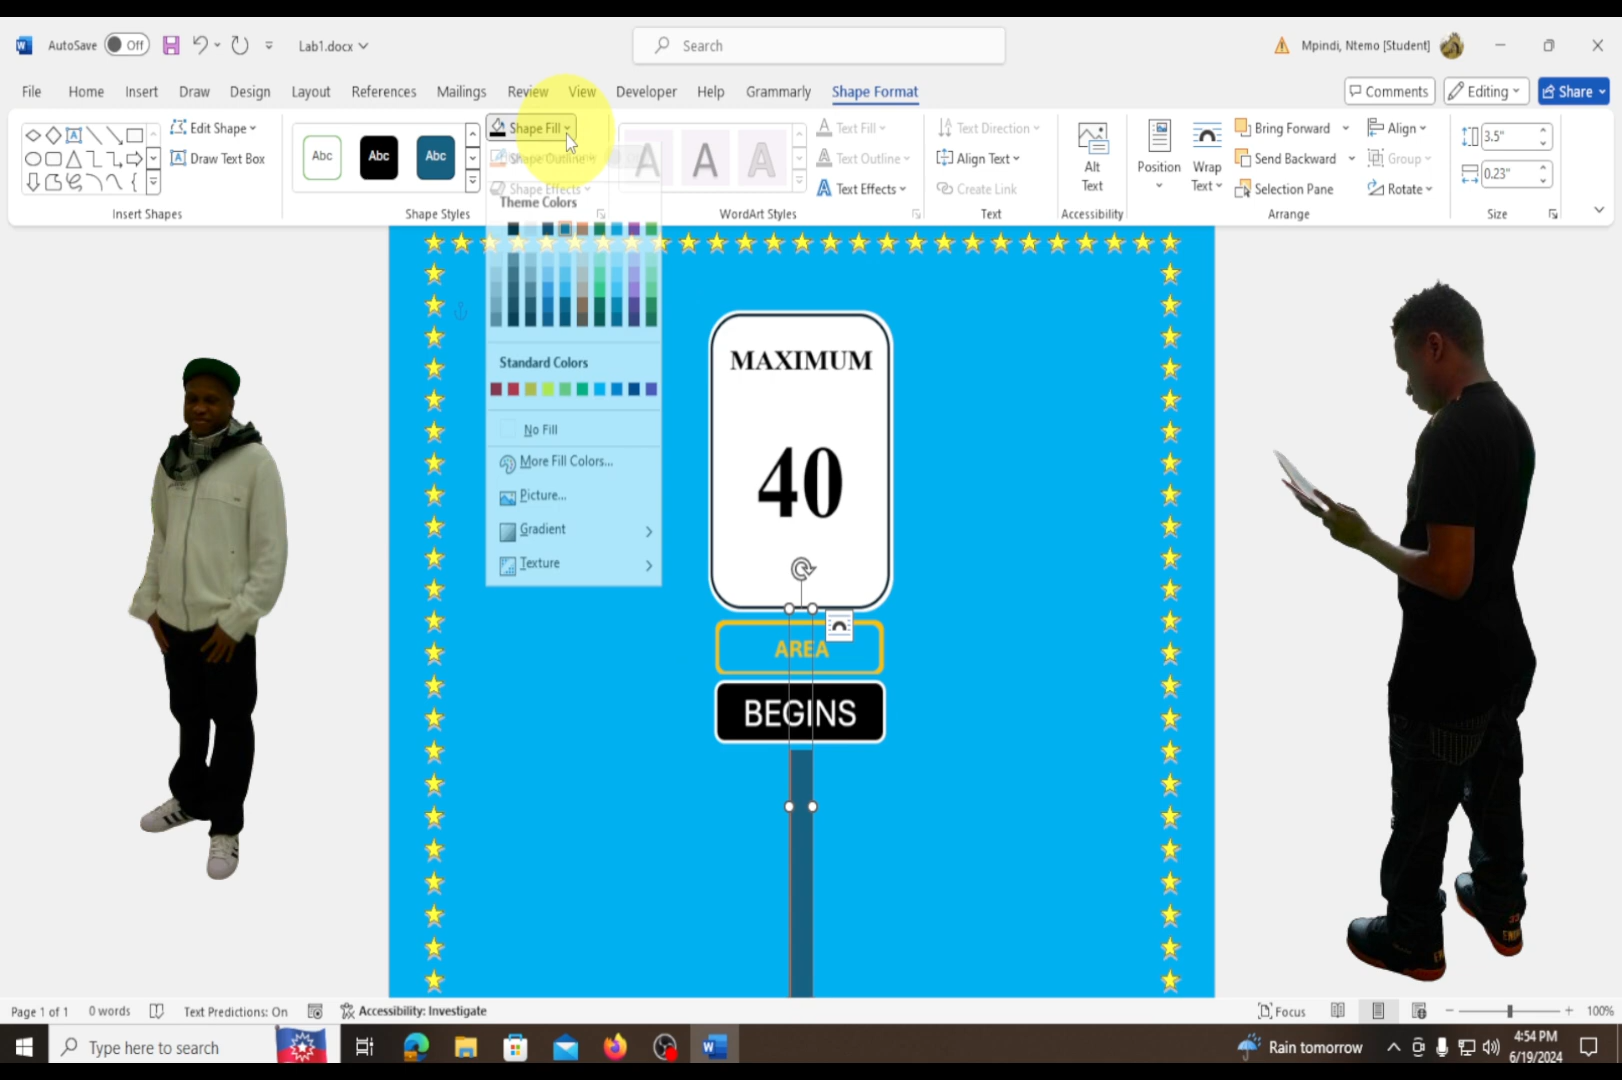 AutoSave Off Lab1.docx Search Mpindi, Ntemo [Student]
File Home Insert Draw Design Layout References Mailings Review View Developer Help Grammarly Shape Format Comments Editing Share
Edit Shape
Draw Text Box
Insert Shapes
Abc Abc Abc
Shape Styles
Shape Fill
Shape Outline
Shape Effects
Theme Colors
Standard Colors
No Fill
More Fill Colors...
Picture...
Gradient
Texture
A A A
WordArt Styles
Text Fill
Text Outline
Text Effects
Text Direction
Align Text
Create Link
Text
Alt
Text
Accessibility
Position
Wrap
Text
Bring Forward
Send Backward
Selection Pane
Align
Group
Rotate
Arrange
3.5"
0.23"
Size
MAXIMUM
40
AREA
BEGINS
Page 1 of 1 0 words Text Predictions: On Accessibility: Investigate Focus 100%
Type here to search Rain tomorrow 4:54 PM
6/19/2024